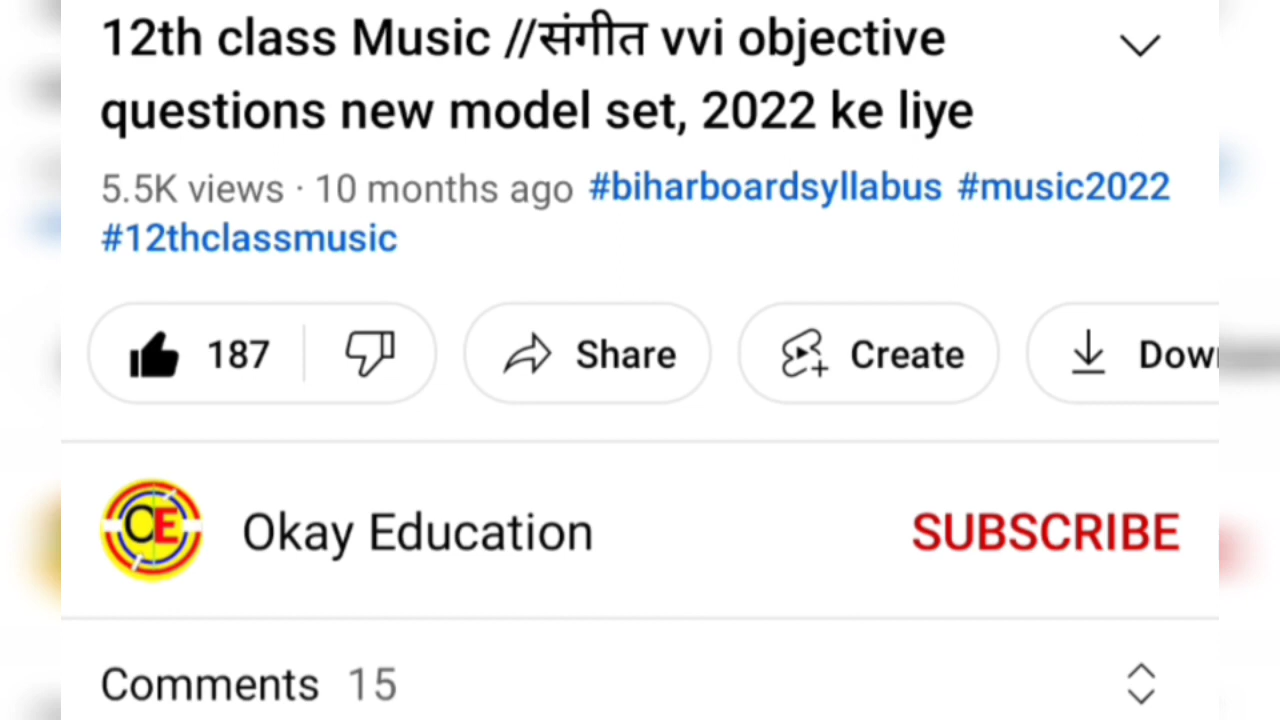 12th class Music //संगीत vvi objective
questions new model set, 2022 ke liye
5.5K views · 10 months ago #biharboardsyllabus #music2022
#12thclassmusic
187 Share Create Dow
CE Okay Education SUBSCRIBE
Comments 15